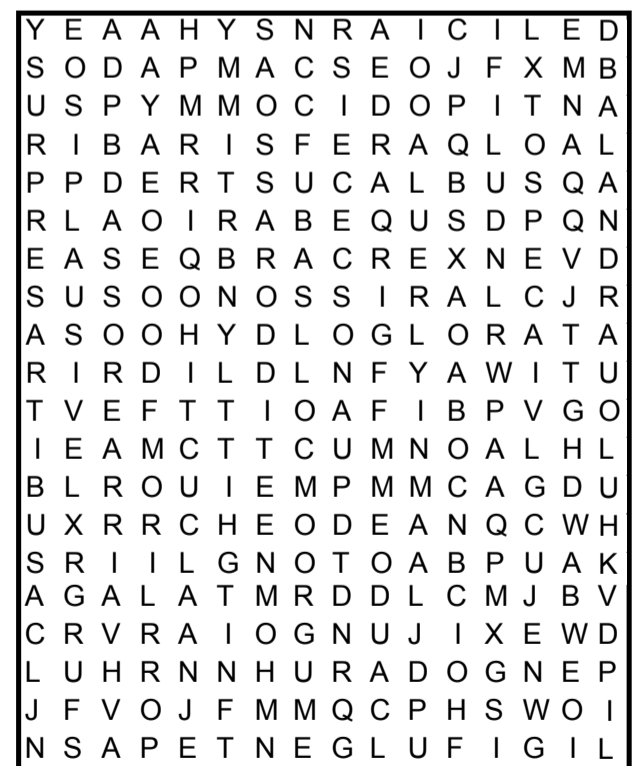 Y E A A H Y S N R A I C I L E D
S O D A P M A C S E O J F X M B
U S P Y M M O C I D O P I T N A
R I B A R I S F E R A Q L O A L
P P D E R T S U C A L B U S Q A
R L A O I R A B E Q U S D P Q N
E A S E Q B R A C R E X N E V D
S U S O O N O S S I R A L C J R
A S O O H Y D L O G L O R A T A
R I R D I L D L N F Y A W I T U
T V E F T T I O A F I B P V G O
I E A M C T T C U M N O A L H L
B L R O U I E M P M M C A G D U
U X R R C H E O D E A N Q C W H
S R I I L G N O T O A B P U A K
A G A L A T M R D D L C M J B V
C R V R A I O G N U J I X E W D
L U H R N N H U R A D O G N E P
J F V O J F M M Q C P H S W O I
N S A P E T N E G L U F I G I L